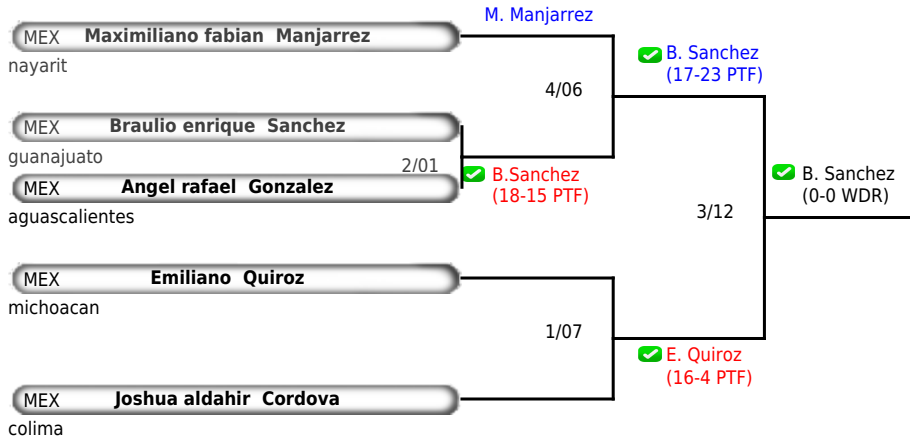 M. Manjarrez
MEX Maximiliano fabian Manjarrez
nayarit
B. Sanchez
(17-23 PTF)
4/06
MEX Braulio enrique Sanchez
guanajuato
2/01
B.Sanchez
(18-15 PTF)
MEX Angel rafael Gonzalez
aguascalientes
B. Sanchez
(0-0 WDR)
3/12
MEX Emiliano Quiroz
michoacan
1/07
E. Quiroz
(16-4 PTF)
MEX Joshua aldahir Cordova
colima